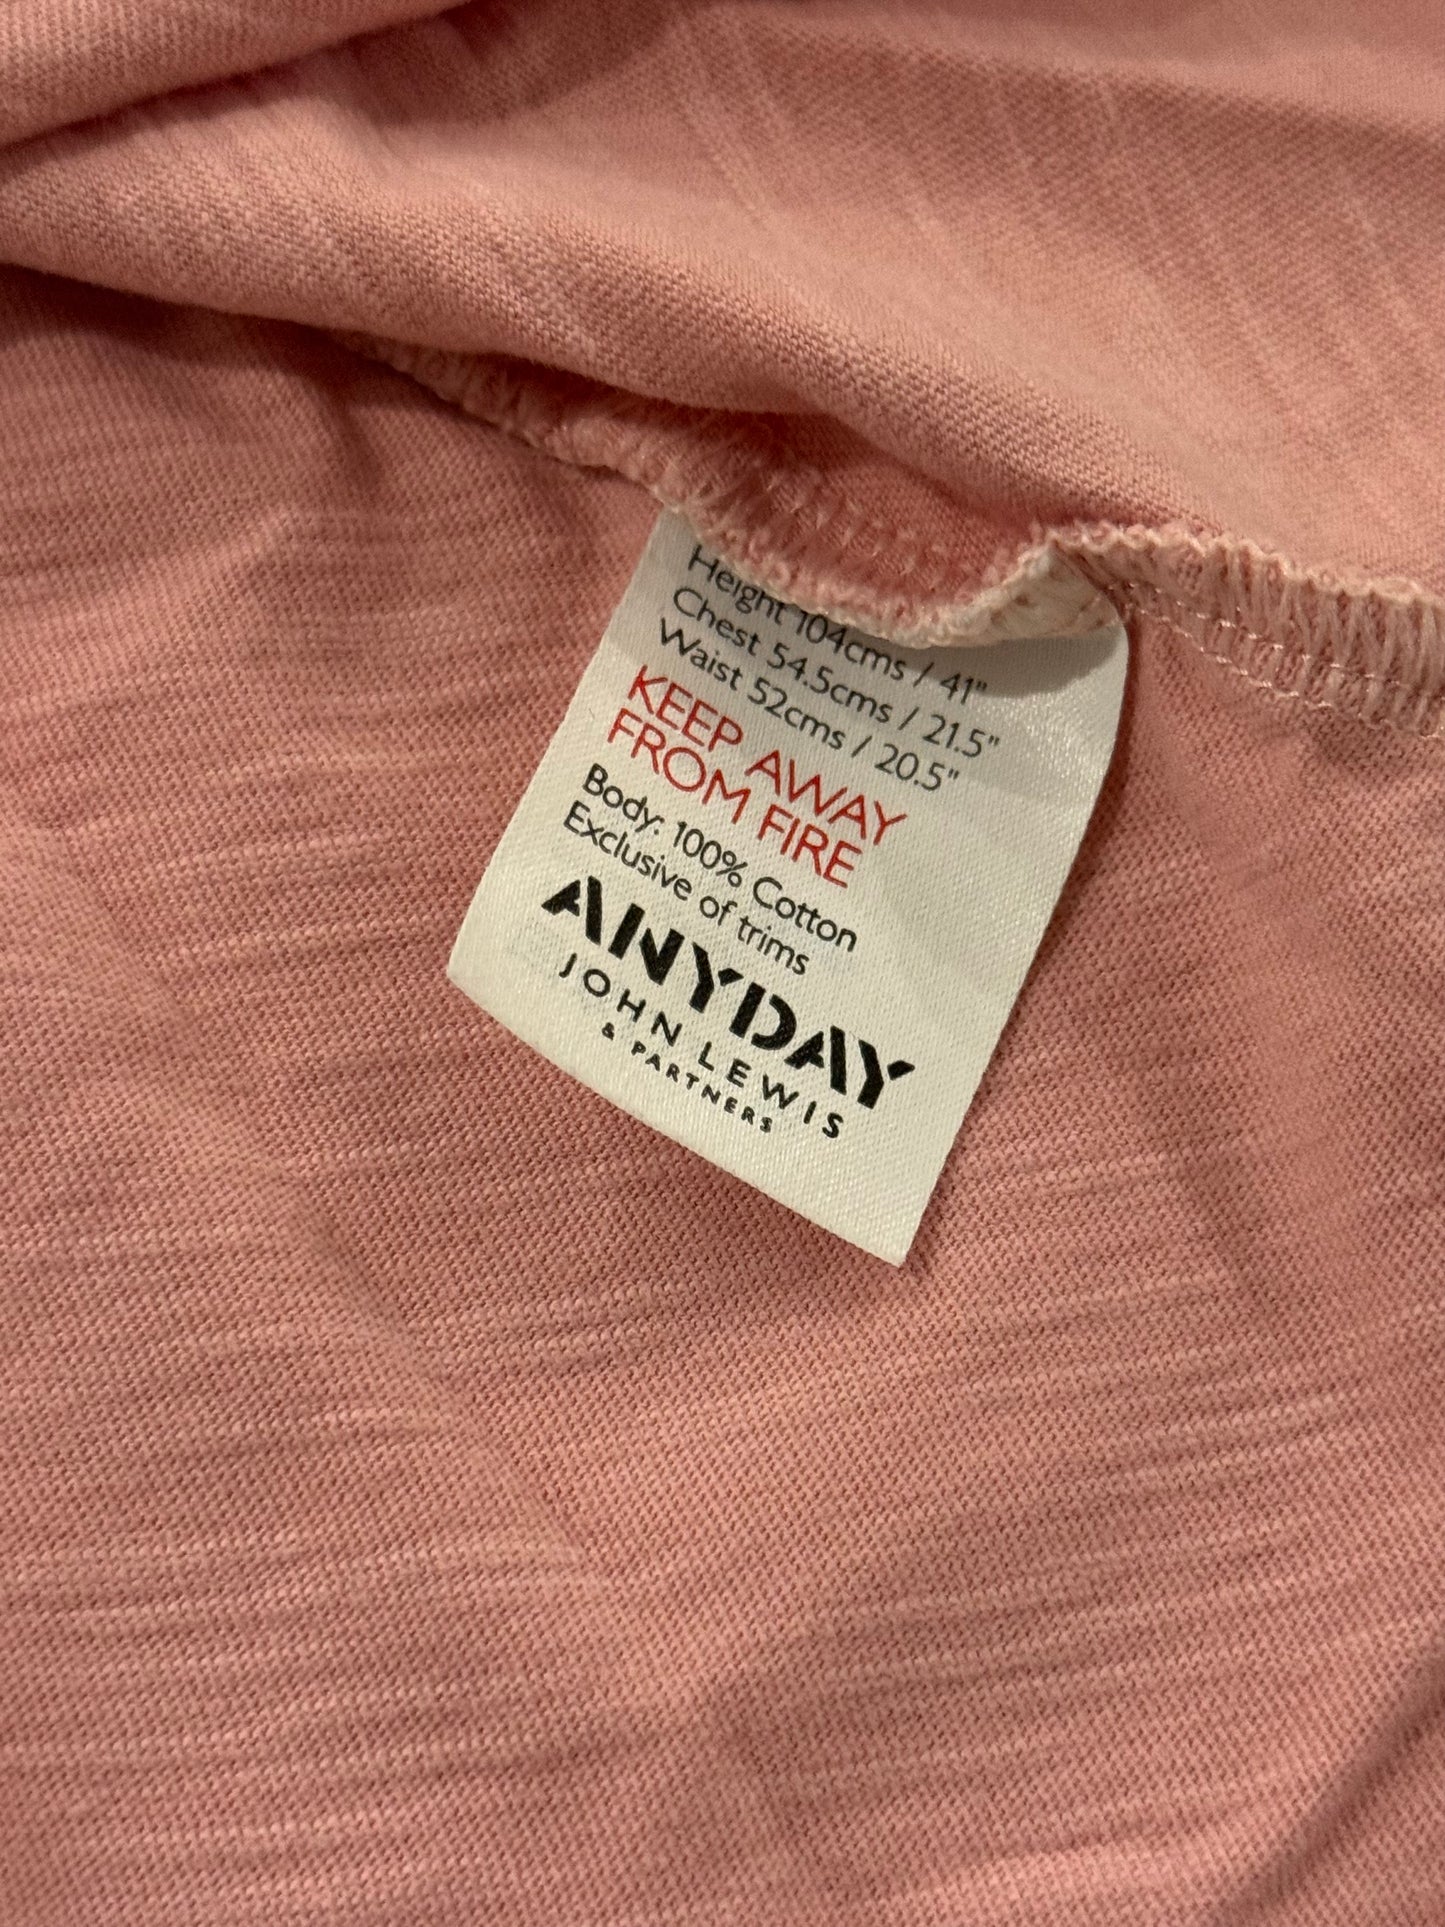 Height 104cms / 41"
Chest 54.5cms / 21.5"
Waist 52cms / 20.5"
KEEP AWAY
FROM FIRE
Body: 100% Cotton
Exclusive of trims
ANYDAY
JOHN LEWIS
& PARTNERS